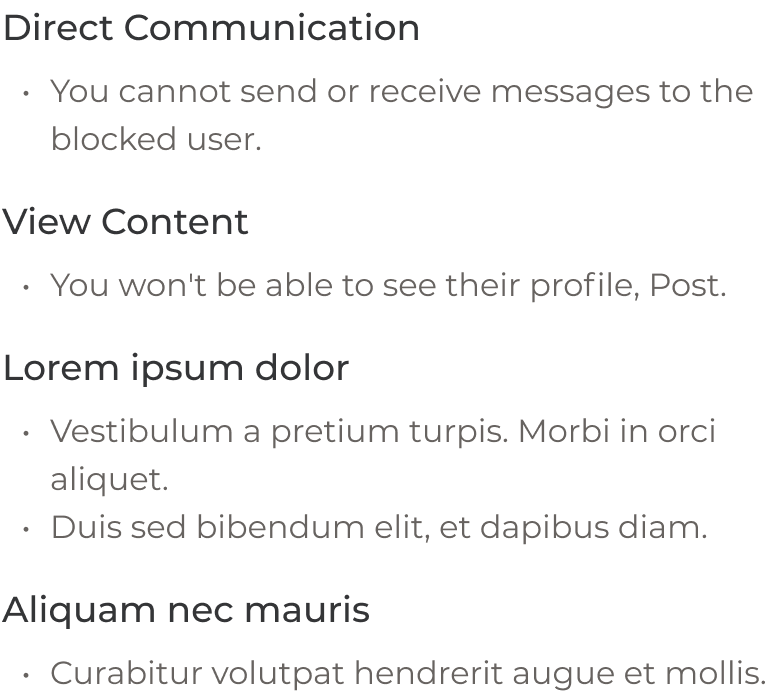 Direct Communication
• You cannot send or receive messages to the
blocked user.
View Content
• You won't be able to see their profile, Post.
Lorem ipsum dolor
• Vestibulum a pretium turpis. Morbi in orci
aliquet.
• Duis sed bibendum elit, et dapibus diam.
Aliquam nec mauris
• Curabitur volutpat hendrerit augue et mollis.